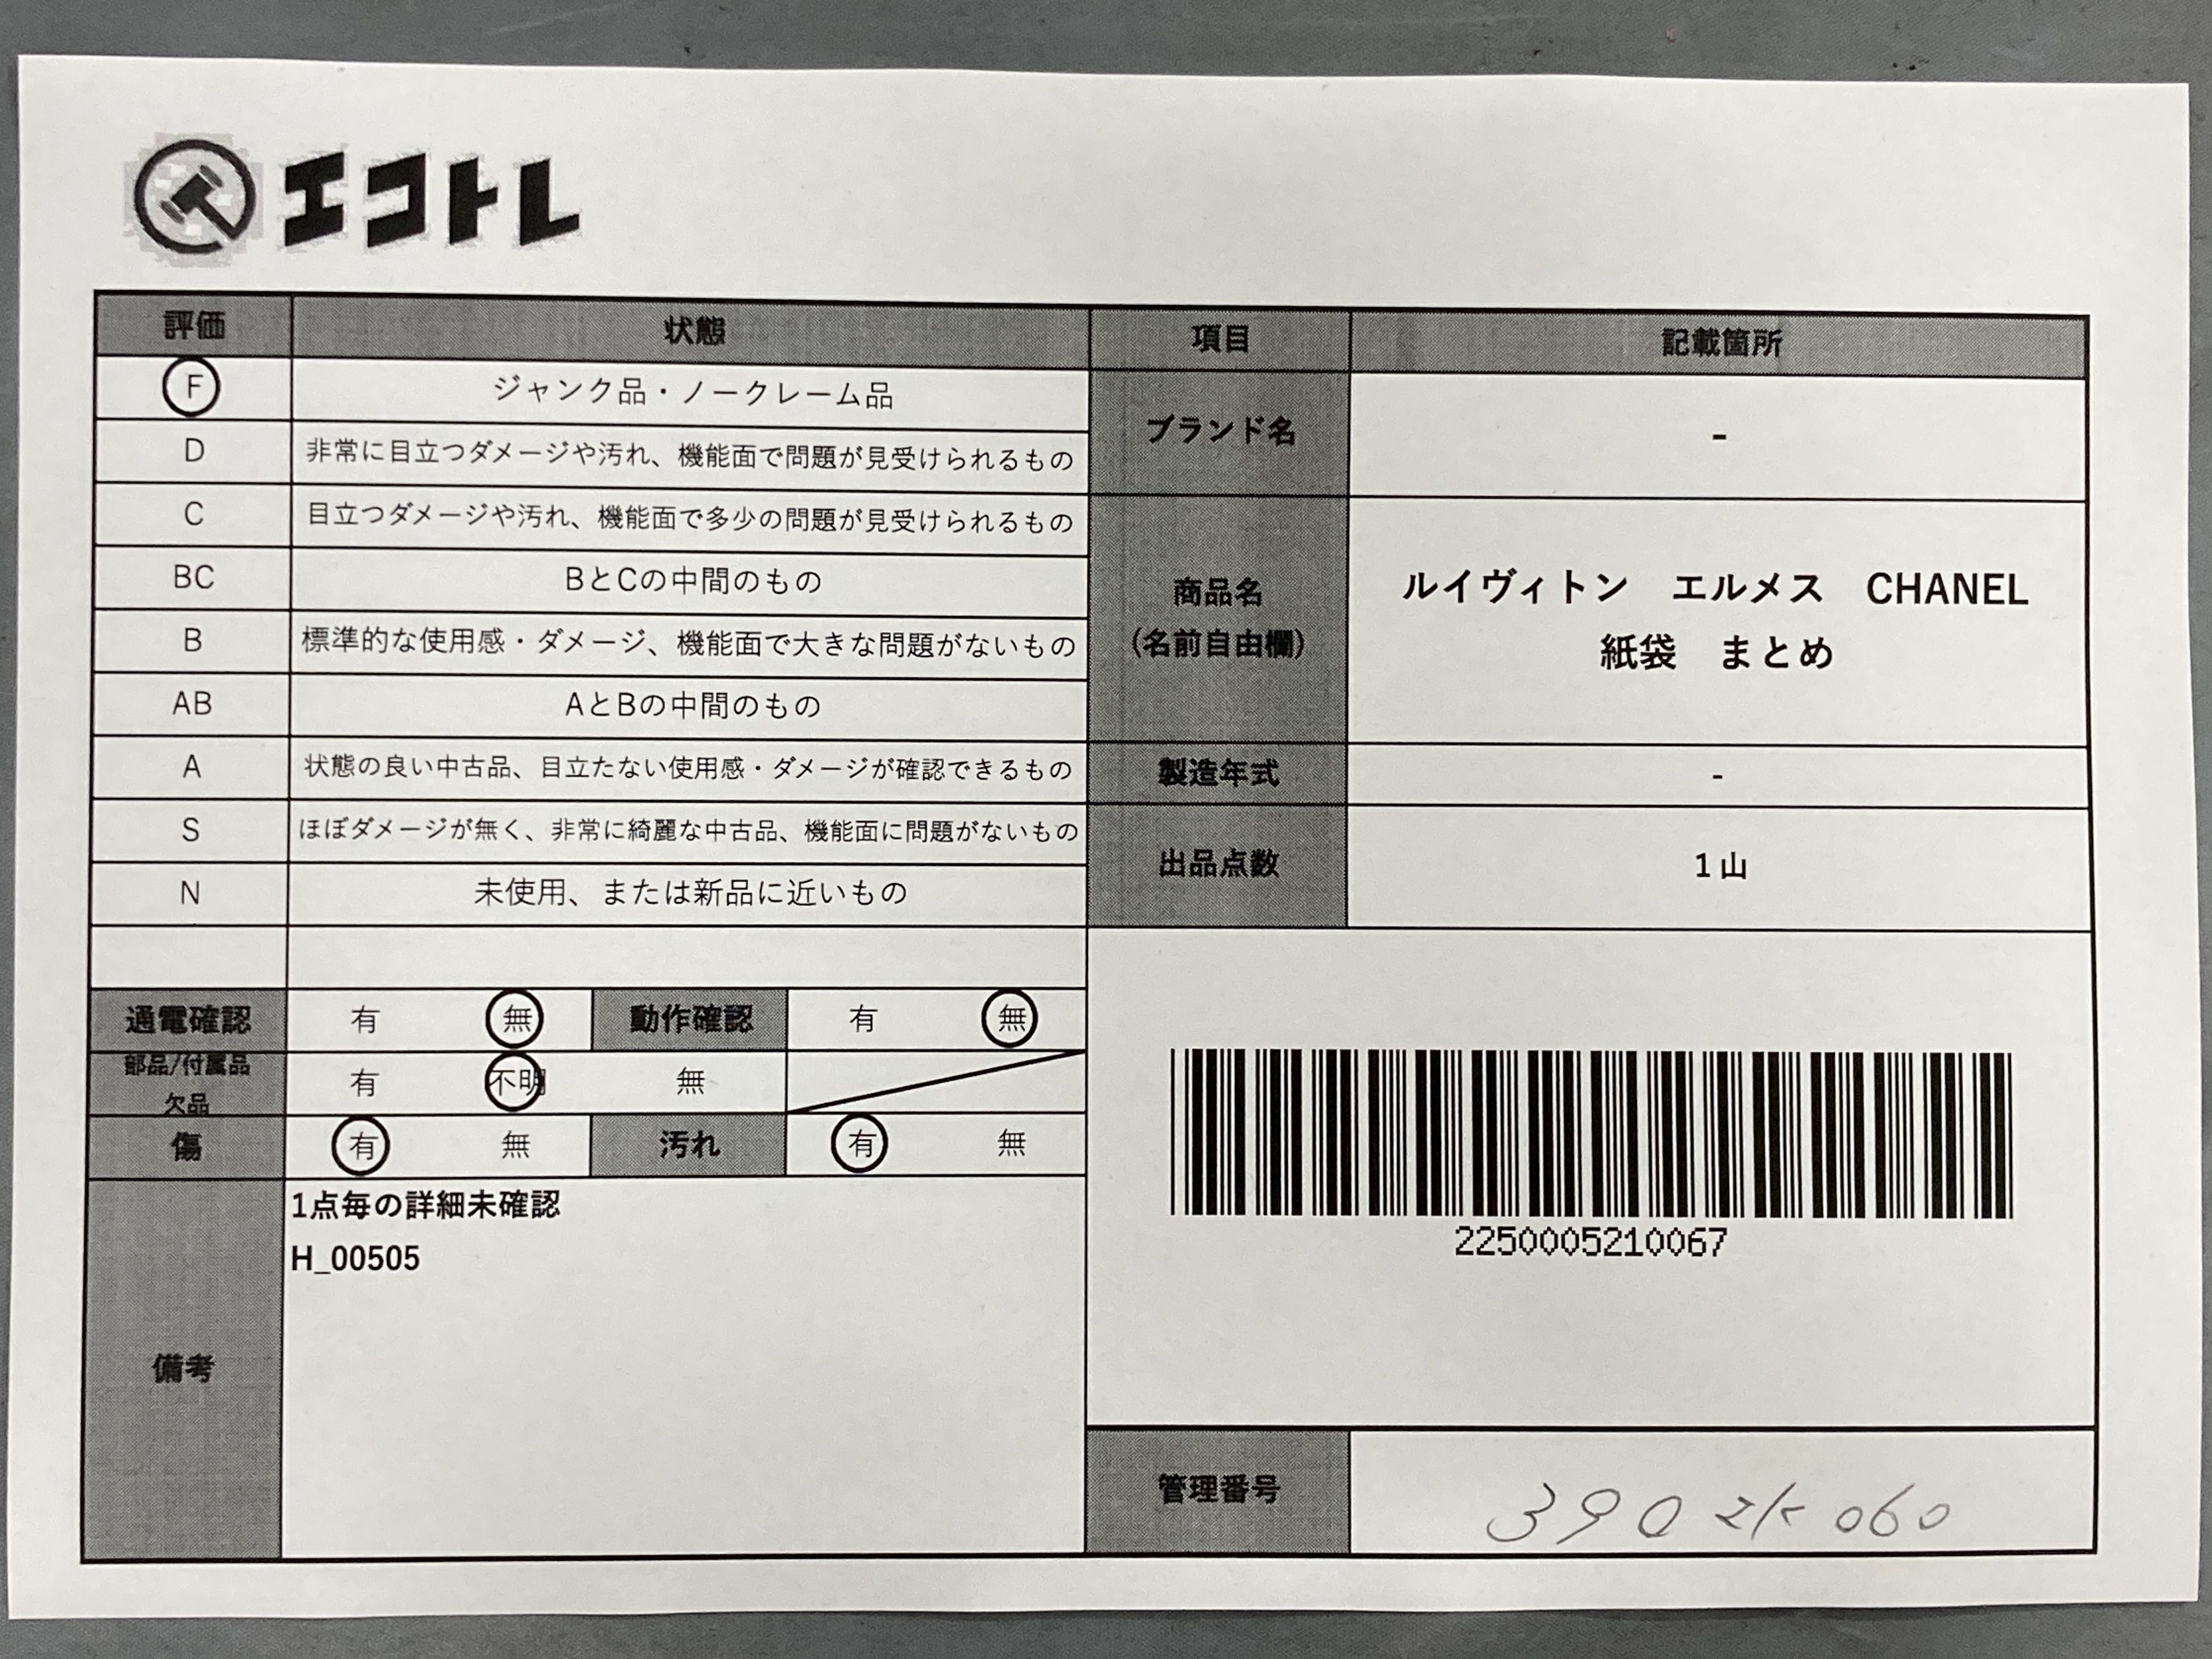 エコトレ
評価 状態 項目 記載箇所
F ジャンク品・ノークレーム品
D 非常に目立つダメージや汚れ、機能面で問題が見受けられるもの
C 目立つダメージや汚れ、機能面で多少の問題が見受けられるもの
BC BとCの中間のもの
B 標準的な使用感・ダメージ、機能面で大きな問題がないもの
AB AとBの中間のもの
A 状態の良い中古品、目立たない使用感・ダメージが確認できるもの
S ほぼダメージが無く、非常に綺麗な中古品、機能面に問題がないもの
N 未使用、または新品に近いもの
通電確認 有 無 動作確認 有 無
部品/付属品
欠品 有 不明 無
傷 有 無 汚れ 有 無
備考
1点毎の詳細未確認
H_00505
ブランド名 -
商品名
(名前自由欄)
ルイヴィトン エルメス CHANEL
紙袋 まとめ
製造年式 -
出品点数 1山
2250005210067
管理番号 390 060